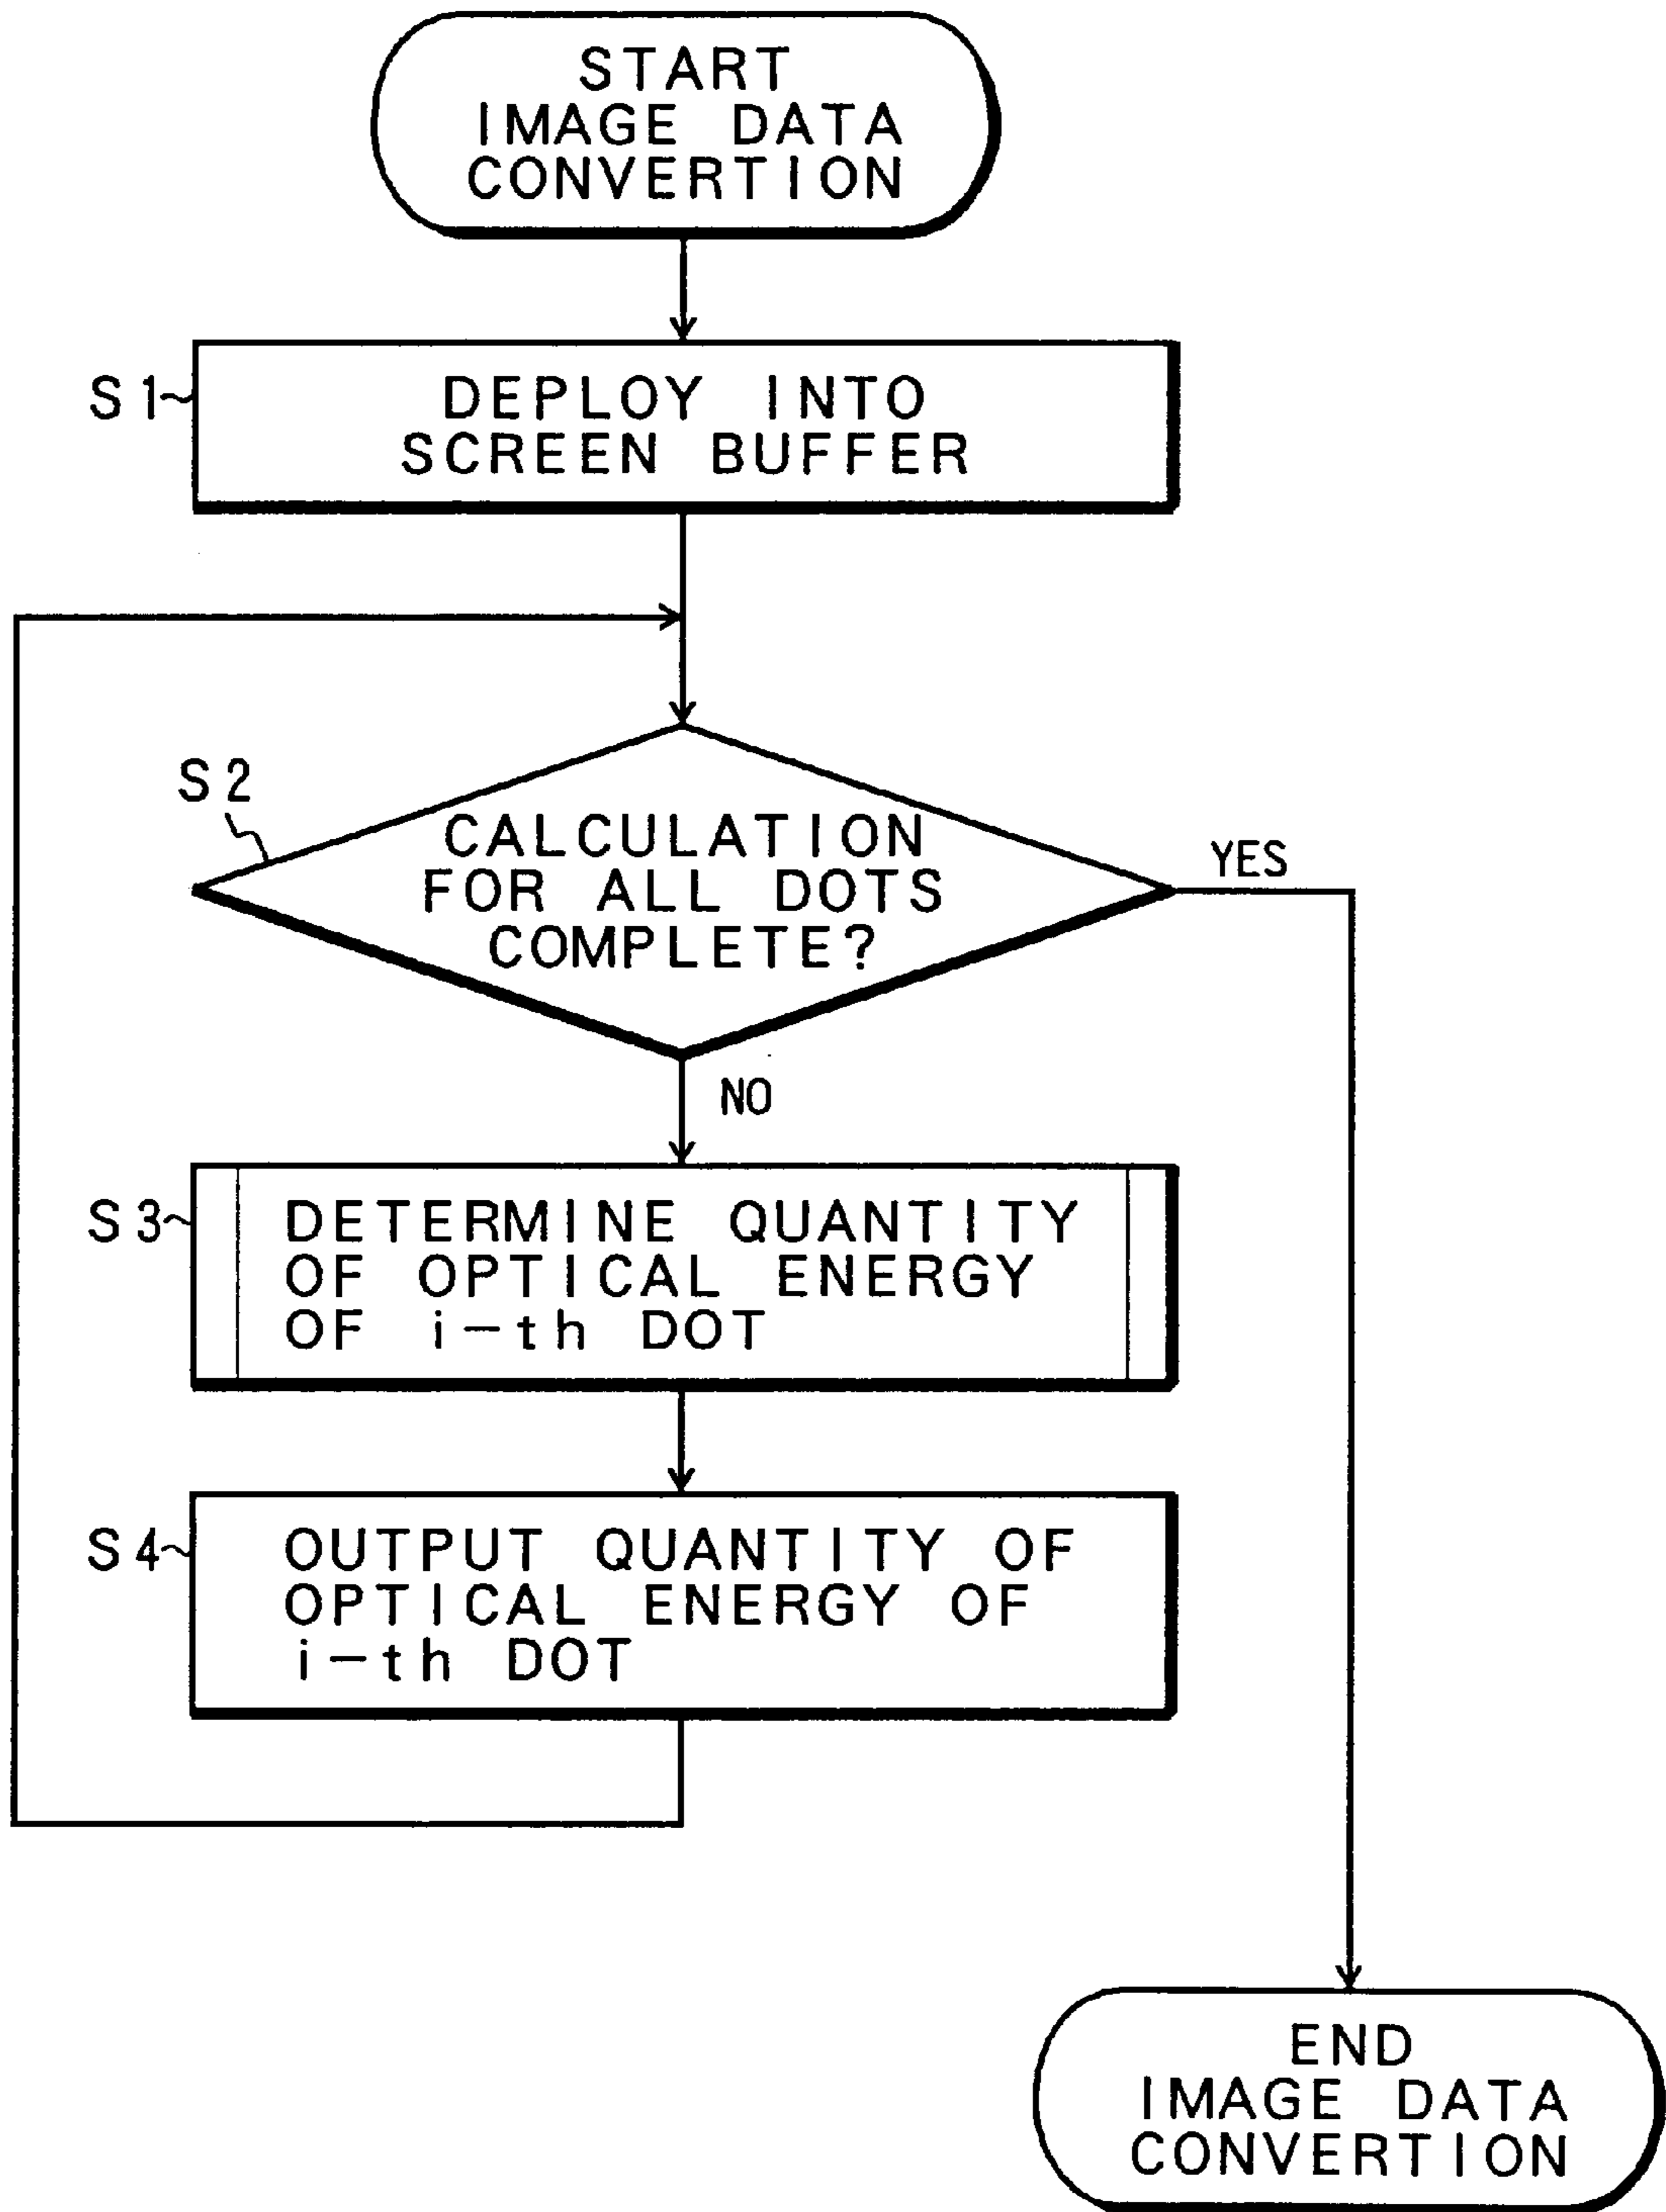 START
IMAGE DATA
CONVERTION
S1
DEPLOY INTO
SCREEN BUFFER
S2
CALCULATION
FOR ALL DOTS
COMPLETE?
YES
NO
S3
DETERMINE QUANTITY
OF OPTICAL ENERGY
OF i-th DOT
S4
OUTPUT QUANTITY OF
OPTICAL ENERGY OF
i-th DOT
END
IMAGE DATA
CONVERTION